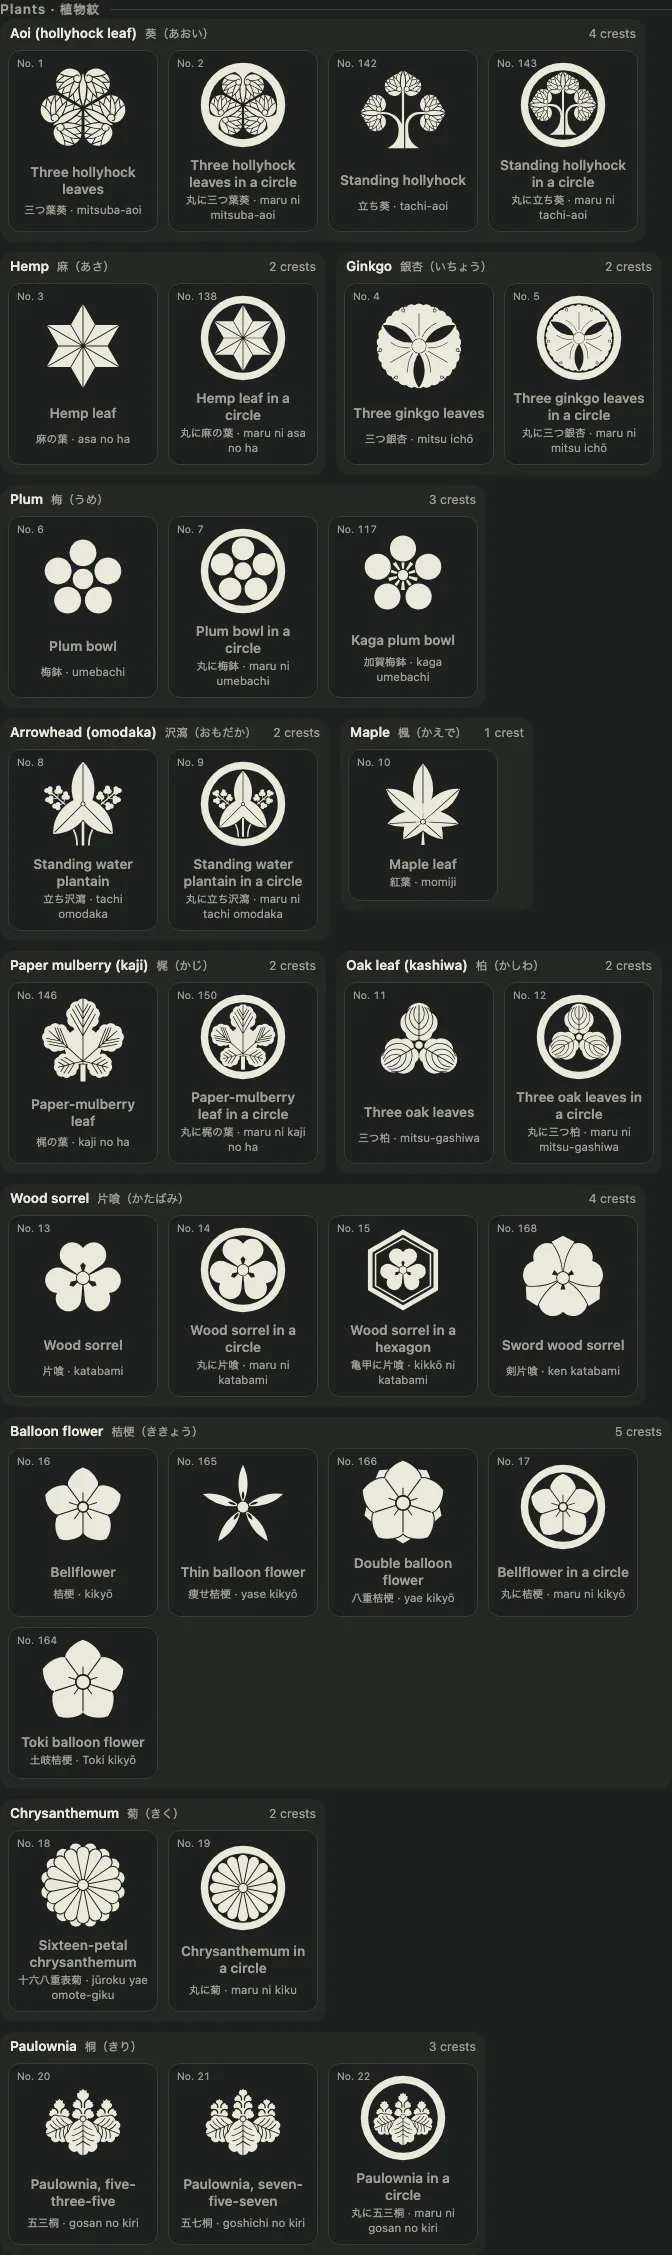 Plants · 植物紋
Aoi (hollyhock leaf) 葵（あおい） 4 crests
No. 1
Three hollyhock
leaves
三つ葉葵 · mitsuba-aoi
No. 2
Three hollyhock
leaves in a circle
丸に三つ葉葵 · maru ni
mitsuba-aoi
No. 142
Standing hollyhock
立ち葵 · tachi-aoi
No. 143
Standing hollyhock
in a circle
丸に立ち葵 · maru ni
tachi-aoi
Hemp 麻（あさ） 2 crests
No. 3
Hemp leaf
麻の葉 · asa no ha
No. 138
Hemp leaf in a
circle
丸に麻の葉 · maru ni asa
no ha
Ginkgo 銀杏（いちょう） 2 crests
No. 4
Three ginkgo leaves
三つ銀杏 · mitsu ichō
No. 5
Three ginkgo leaves
in a circle
丸に三つ銀杏 · maru ni
mitsu ichō
Plum 梅（うめ） 3 crests
No. 6
Plum bowl
梅鉢 · umebachi
No. 7
Plum bowl in a
circle
丸に梅鉢 · maru ni
umebachi
No. 117
Kaga plum bowl
加賀梅鉢 · kaga
umebachi
Arrowhead (omodaka) 沢瀉（おもだか） 2 crests
No. 8
Standing water
plantain
立ち沢瀉 · tachi
omodaka
No. 9
Standing water
plantain in a circle
丸に立ち沢瀉 · maru ni
tachi omodaka
Maple 楓（かえで） 1 crest
No. 10
Maple leaf
紅葉 · momiji
Paper mulberry (kaji) 梶（かじ） 2 crests
No. 146
Paper-mulberry
leaf
梶の葉 · kaji no ha
No. 150
Paper-mulberry
leaf in a circle
丸に梶の葉 · maru ni kaji
no ha
Oak leaf (kashiwa) 柏（かしわ） 2 crests
No. 11
Three oak leaves
三つ柏 · mitsu-gashiwa
No. 12
Three oak leaves in
a circle
丸に三つ柏 · maru ni
mitsu-gashiwa
Wood sorrel 片喰（かたばみ） 4 crests
No. 13
Wood sorrel
片喰 · katabami
No. 14
Wood sorrel in a
circle
丸に片喰 · maru ni
katabami
No. 15
Wood sorrel in a
hexagon
亀甲に片喰 · kikkō ni
katabami
No. 168
Sword wood sorrel
剣片喰 · ken katabami
Balloon flower 桔梗（ききょう） 5 crests
No. 16
Bellflower
桔梗 · kikyō
No. 165
Thin balloon flower
痩せ桔梗 · yase kikyō
No. 166
Double balloon
flower
八重桔梗 · yae kikyō
No. 17
Bellflower in a circle
丸に桔梗 · maru ni kikyō
No. 164
Toki balloon flower
土岐桔梗 · Toki kikyō
Chrysanthemum 菊（きく） 2 crests
No. 18
Sixteen-petal
chrysanthemum
十六八重表菊 · jūroku yae
omote-giku
No. 19
Chrysanthemum in
a circle
丸に菊 · maru ni kiku
Paulownia 桐（きり） 3 crests
No. 20
Paulownia, five-
three-five
五三桐 · gosan no kiri
No. 21
Paulownia, seven-
five-seven
五七桐 · goshichi no kiri
No. 22
Paulownia in a
circle
丸に五三桐 · maru ni
gosan no kiri